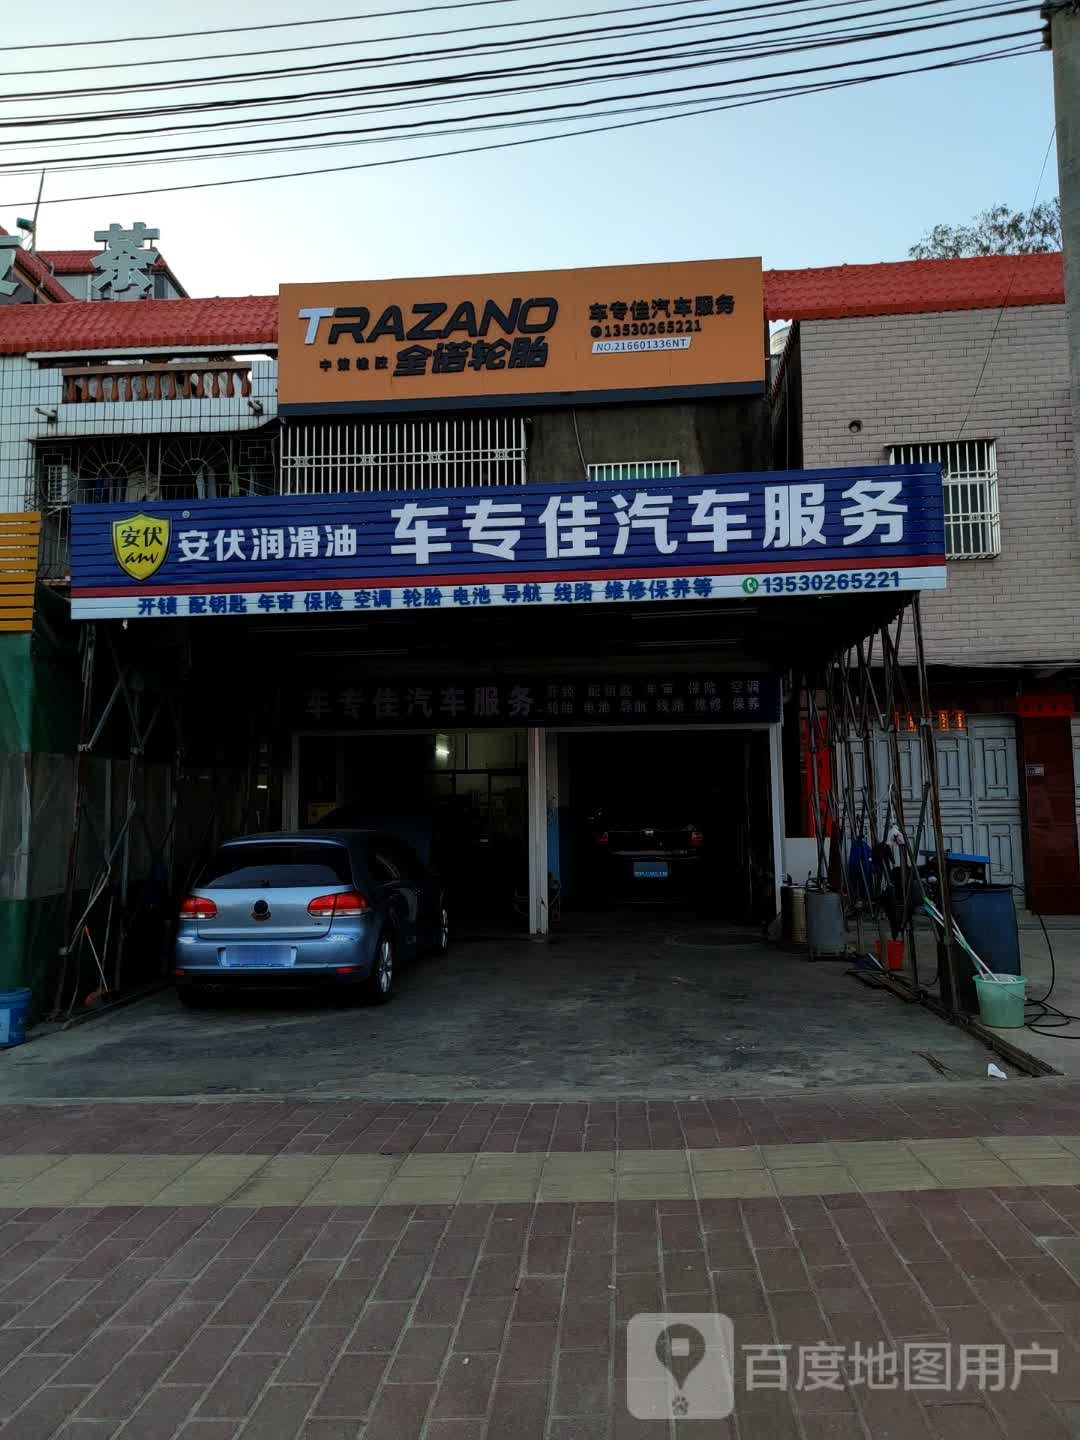 茶
TRAZANO
中策橡胶 全诺轮胎
车专佳汽车服务
13530265221
NO.216601336NT
安伏
anv
安伏润滑油
车专佳汽车服务
开锁 配钥匙 年审 保险 空调 轮胎 电池 导航 线路 维修保养等
13530265221
车专佳汽车服务
开锁 配钥匙 年审 保险 空调
轮胎 电池 导航 线路 维修 保养
百度地图用户